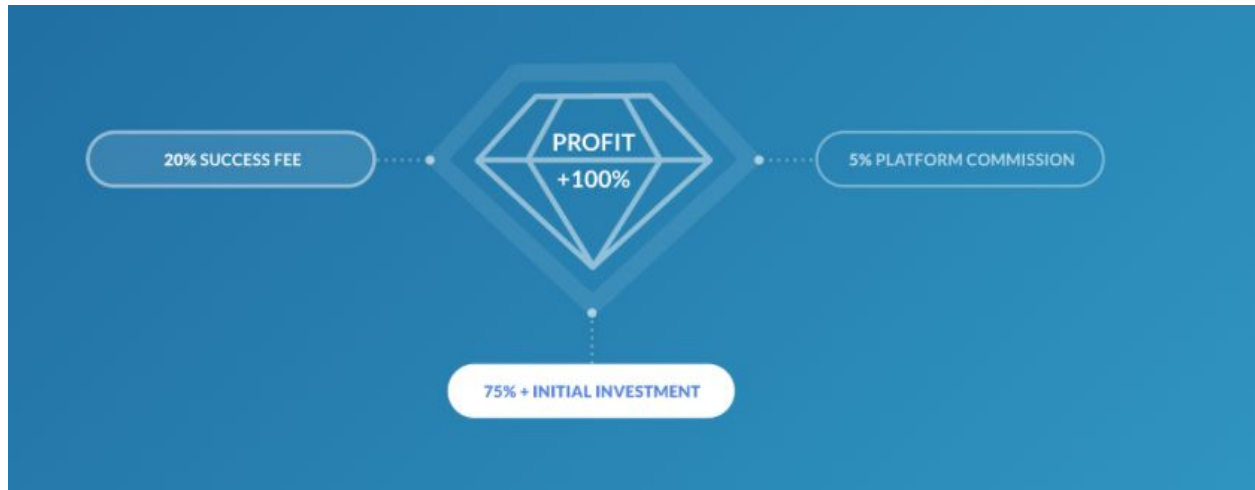 PROFIT
+100%
20% SUCCESS FEE
5% PLATFORM COMMISSION
75% + INITIAL INVESTMENT